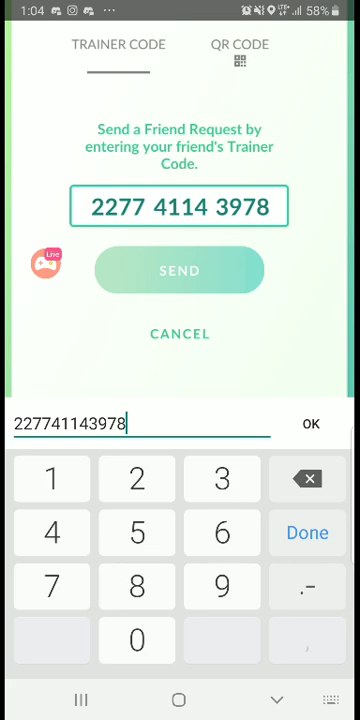 1:04
LTE+
58%
TRAINER CODE
QR CODE
Send a Friend Request by
entering your friend's Trainer
Code.
2277 4114 3978
Live
SEND
CANCEL
227741143978
OK
1 2 3
4 5 6 Done
7 8 9 .-
0 ,